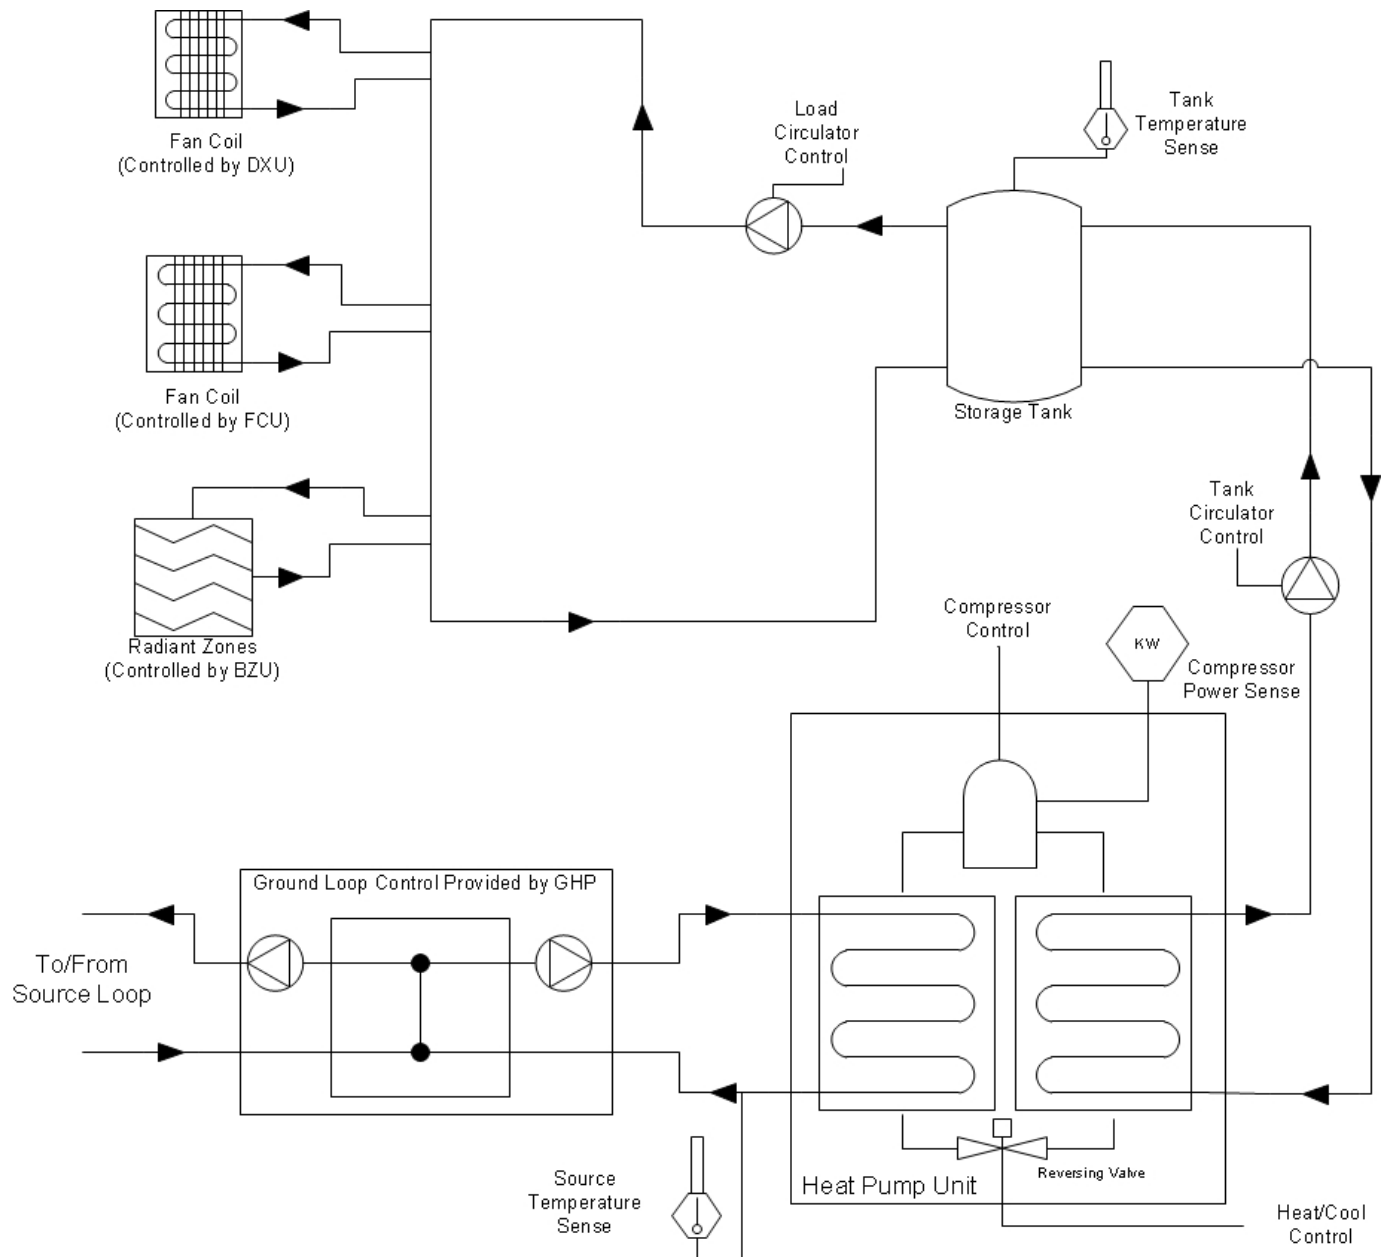 Fan Coil
(Controlled by DXU)
Load
Circulator
Control
Tank
Temperature
Sense
Fan Coil
(Controlled by FCU)
Storage Tank
Tank
Circulator
Control
Radiant Zones
(Controlled by BZU)
Compressor
Control
KW
Compressor
Power Sense
Ground Loop Control Provided by GHP
To/From
Source Loop
Reversing Valve
Heat Pump Unit
Source
Temperature
Sense
Heat/Cool
Control